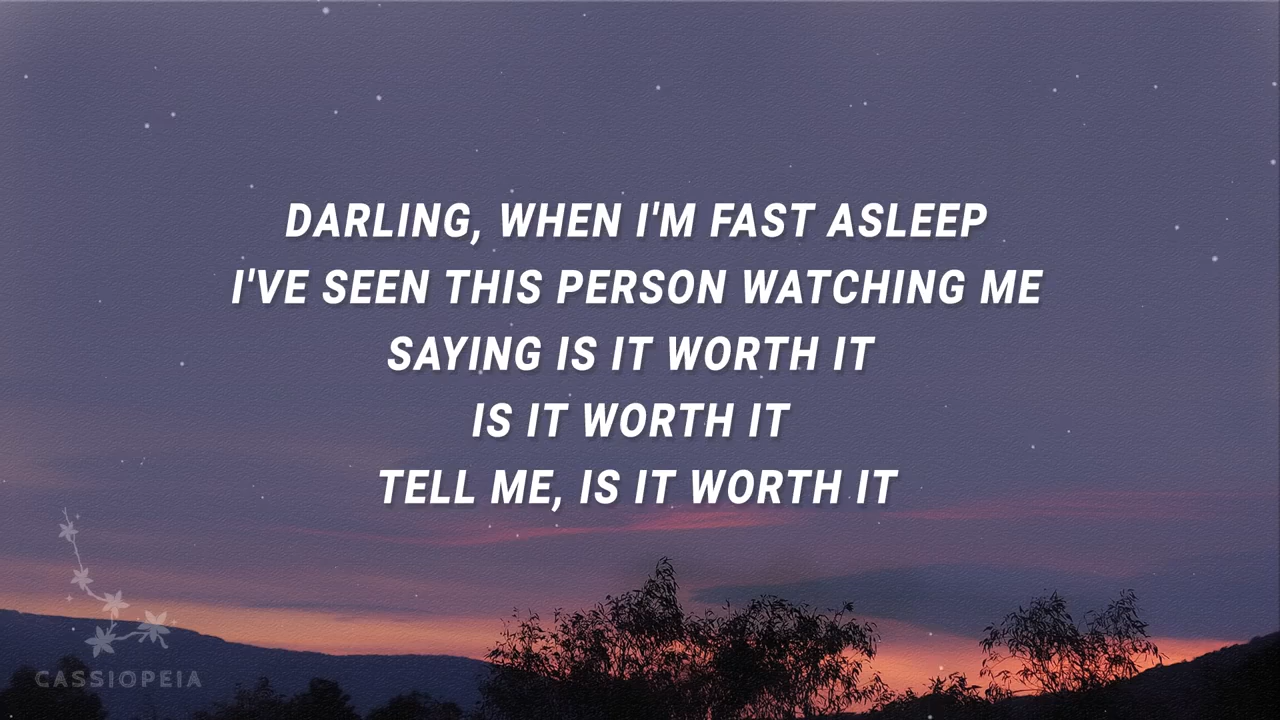 DARLING, WHEN I'M FAST ASLEEP
I'VE SEEN THIS PERSON WATCHING ME
SAYING IS IT WORTH IT
IS IT WORTH IT
TELL ME, IS IT WORTH IT
CASSIOPEIA